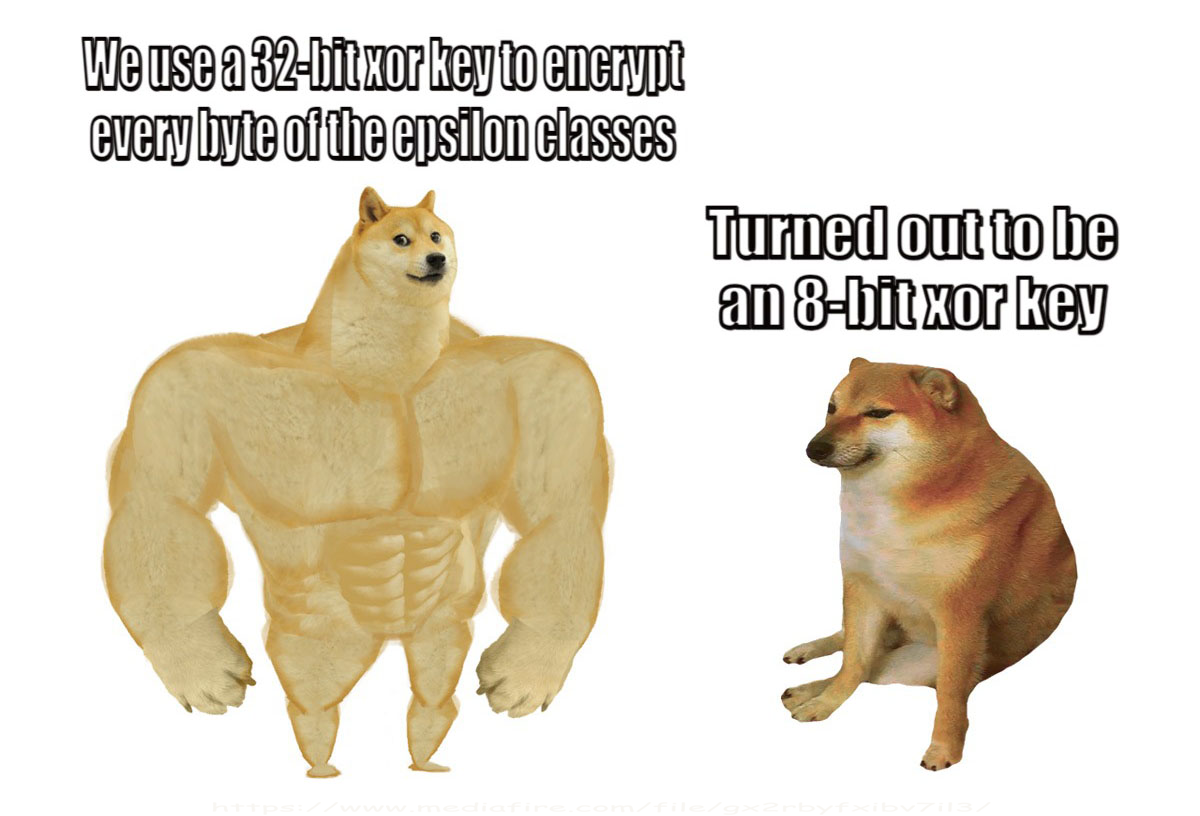 We use a 32-bit xor key to encrypt
every byte of the epsilon classes
Turned out to be
an 8-bit xor key